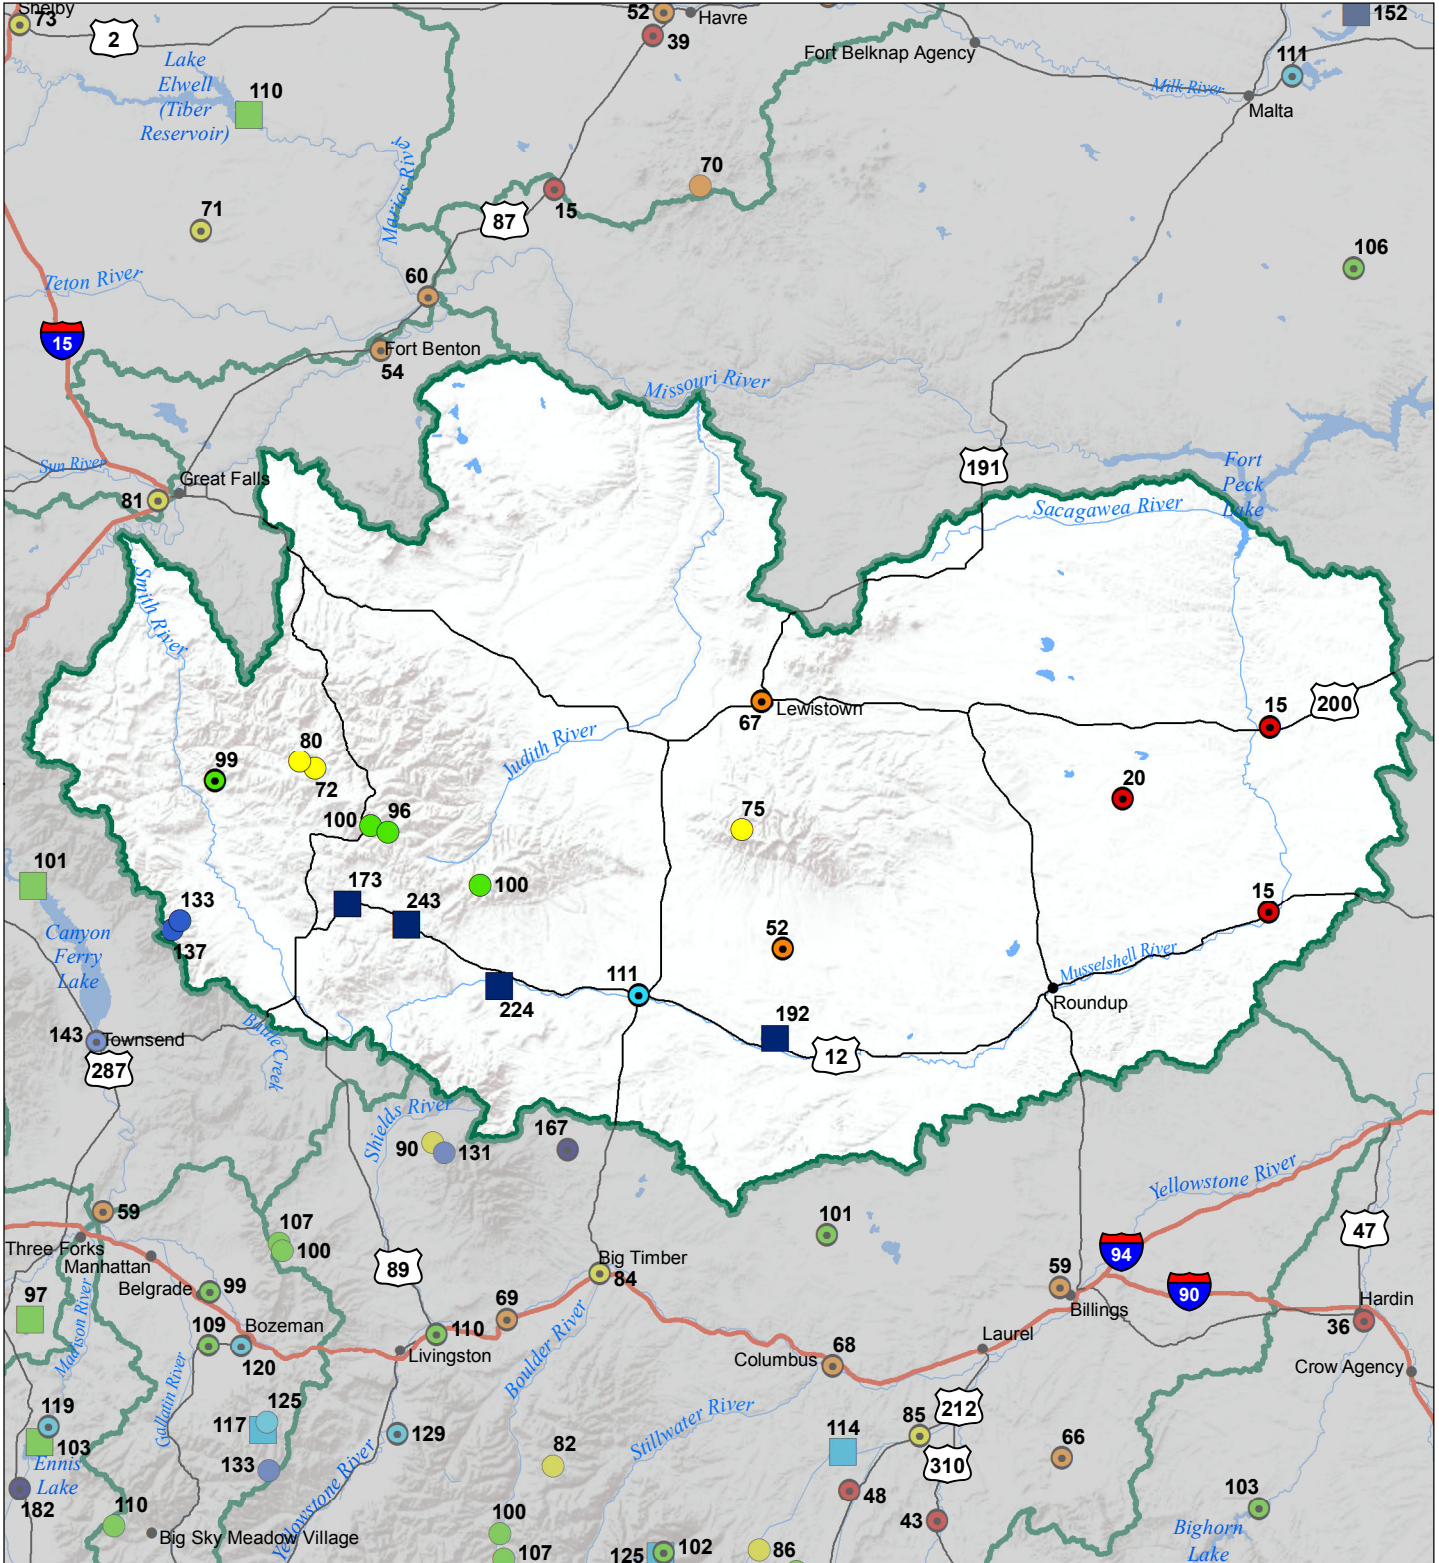 Shelby
73
2
52
Havre
39
Fort Belknap Agency
152
111
Milk River
Malta
Lake
Elwell
(Tiber
Reservoir)
110
Marias River
70
15
87
71
106
Teton River
60
15
Fort Benton
54
Missouri River
191
Sun River
Great Falls
81
Fort
Peck
Lake
Sacagawea River
Smith River
67
Lewistown
15
200
Judith River
99
80
72
20
100
96
75
101
173
243
100
133
137
15
Canyon
Ferry
Lake
52
111
224
Musselshell River
Roundup
192
12
143
Townsend
287
Battle Creek
Shields River
90
131
167
Yellowstone River
59
107
100
101
47
Three Forks
Manhattan
Belgrade
99
89
Big Timber
84
94
59
Billings
90
Hardin
36
97
Madison River
109
Bozeman
120
69
110
Livingston
Boulder River
Columbus
68
Laurel
Crow Agency
Gallatin River
119
103
Ennis
Lake
182
125
117
133
129
Yellowstone River
82
Stillwater River
114
85
212
310
66
48
43
103
Bighorn
Lake
110
Big Sky Meadow Village
100
107
125
102
86